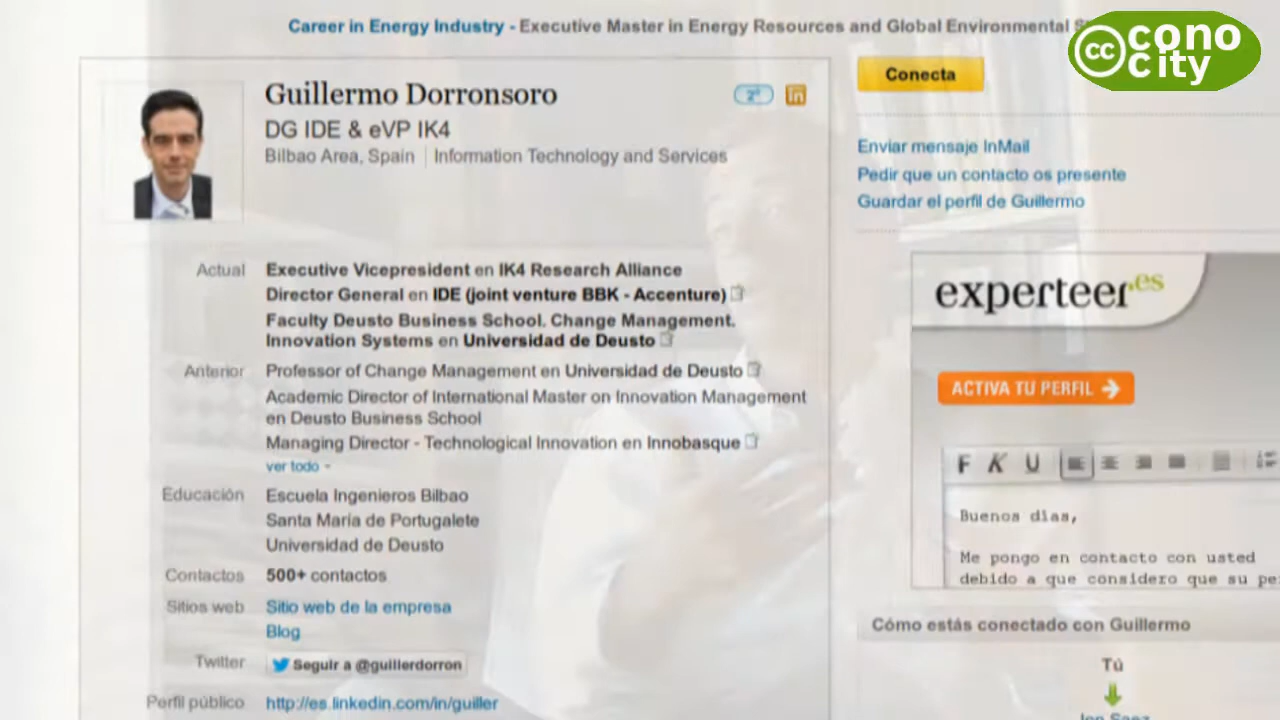 Career in Energy Industry - Executive Master in Energy Resources and Global Environmental
cc cono city
Guillermo Dorronsoro
2º in
DG IDE & eVP IK4
Bilbao Area, Spain | Information Technology and Services
Actual Executive Vicepresident en IK4 Research Alliance
Director General en IDE (joint venture BBK - Accenture)
Faculty Deusto Business School. Change Management.
Innovation Systems en Universidad de Deusto
Anterior Professor of Change Management en Universidad de Deusto
Academic Director of International Master on Innovation Management
en Deusto Business School
Managing Director - Technological Innovation en Innobasque
ver todo
Educación Escuela Ingenieros Bilbao
Santa María de Portugalete
Universidad de Deusto
Contactos 500+ contactos
Sitios web Sitio web de la empresa
Blog
Twitter Seguir a @guillerdorron
Perfil público http://es.linkedin.com/in/guiller
Conecta
Enviar mensaje InMail
Pedir que un contacto os presente
Guardar el perfil de Guillermo
experteer.es
ACTIVA TU PERFIL
F K U
Buenos días,
Me pongo en contacto con usted
debido a que considero que su
Cómo estás conectado con Guillermo
Tú